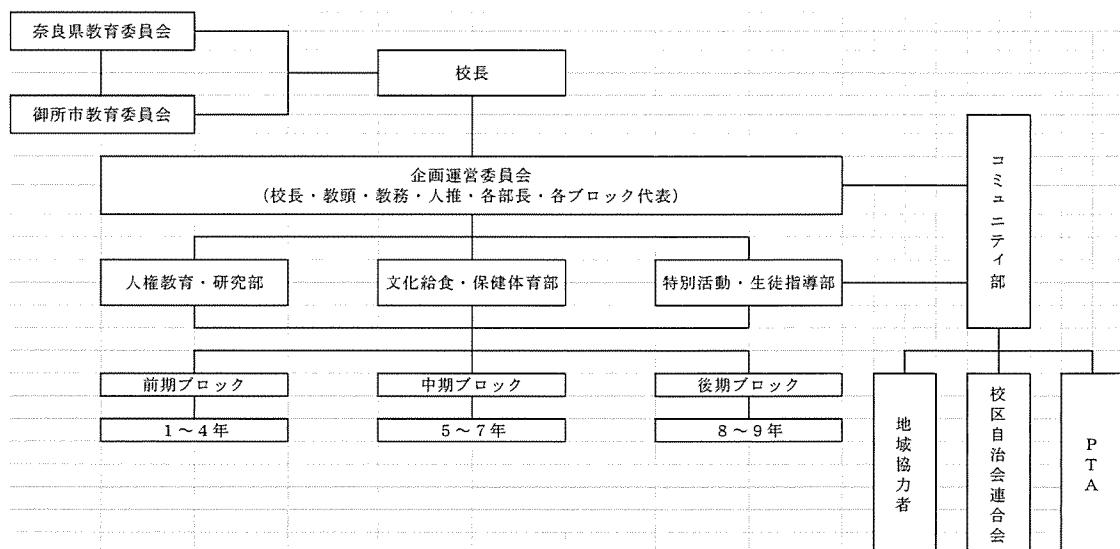 奈良県教育委員会
校長
御所市教育委員会
企画運営委員会
(校長・教頭・教務・人推・各部長・各ブロック代表)
コミュニティ部
人権教育・研究部
文化給食・保健体育部
特別活動・生徒指導部
前期ブロック
中期ブロック
後期ブロック
1~4年
5~7年
8~9年
地域協力者
校区自治会連合会
PTA